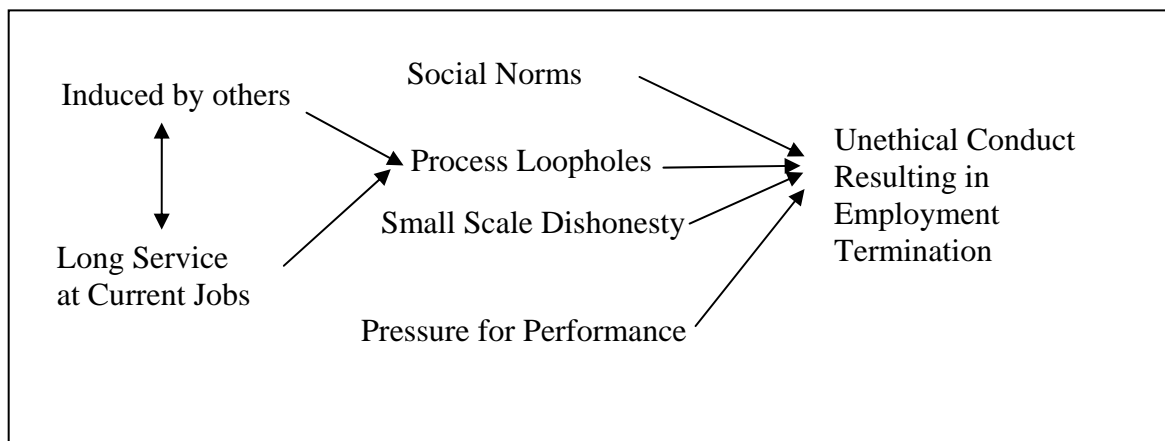 Induced by others
Long Service
at Current Jobs
Social Norms
Process Loopholes
Small Scale Dishonesty
Pressure for Performance
Unethical Conduct
Resulting in
Employment
Termination